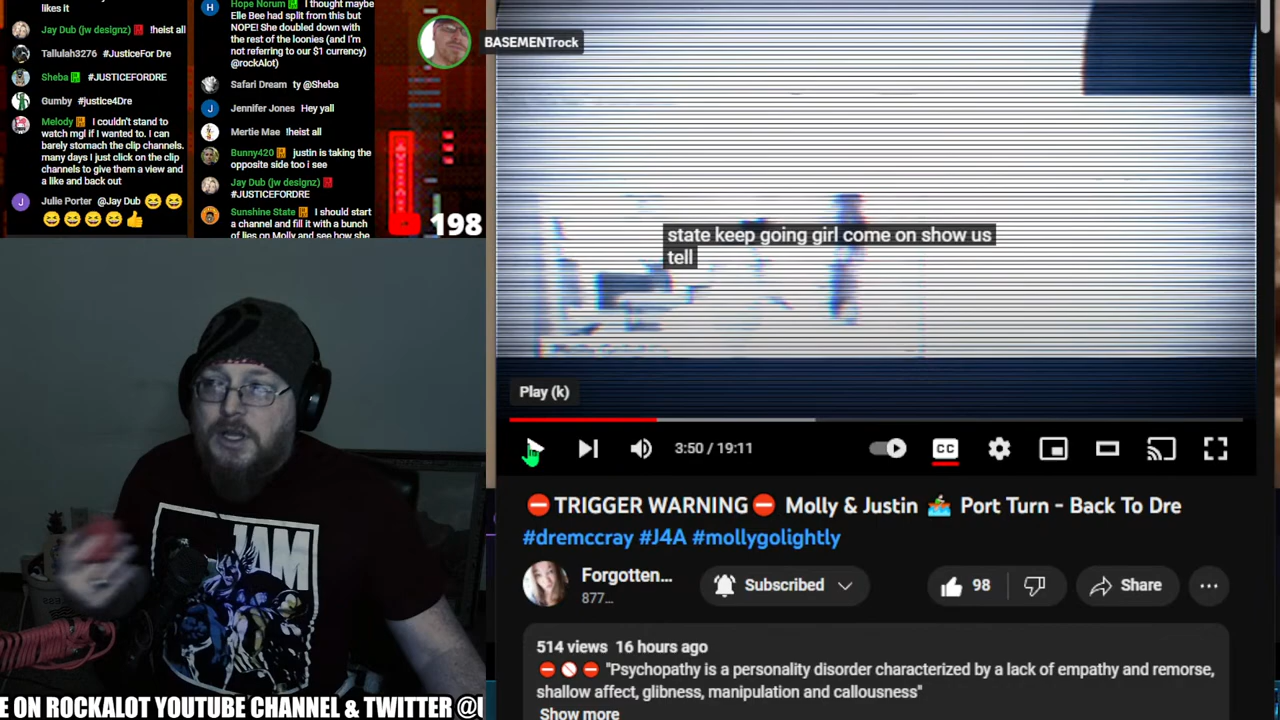 likes it
Jay Dub (jw designz) !heist all
Tallulah3276 #JusticeFor Dre
Sheba #JUSTICEFORDRE
Gumby #justice4Dre
Melody I couldn't stand to
watch mgl if I wanted to. I can
barely stomach the clip channels.
many days I just click on the clip
channels to give them a view and
a like and back out
Julie Porter @Jay Dub
Hope Norum I thought maybe
Elle Bee had split from this but
NOPE! She doubled down with
the rest of the loonies (and I'm
not referring to our $1 currency)
@rockAlot)
Safari Dream ty @Sheba
Jennifer Jones Hey yall
Mertie Mae !heist all
Bunny420 justin is taking the
opposite side too i see
Jay Dub (jw designz)
#JUSTICEFORDRE
Sunshine State I should start
a channel and fill it with a bunch
of lies on Molly and see how she
198
BASEMENTrock
state keep going girl come on show us
tell
Play (k)
3:50 / 19:11
CC
⛔TRIGGER WARNING⛔ Molly & Justin 🚣 Port Turn - Back To Dre
#dremccray #J4A #mollygolightly
Forgotten...
877...
Subscribed
98
Share
514 views 16 hours ago
⛔🚫⛔ "Psychopathy is a personality disorder characterized by a lack of empathy and remorse,
shallow affect, glibness, manipulation and callousness"
Show more
JAM
E ON ROCKALOT YOUTUBE CHANNEL & TWITTER @